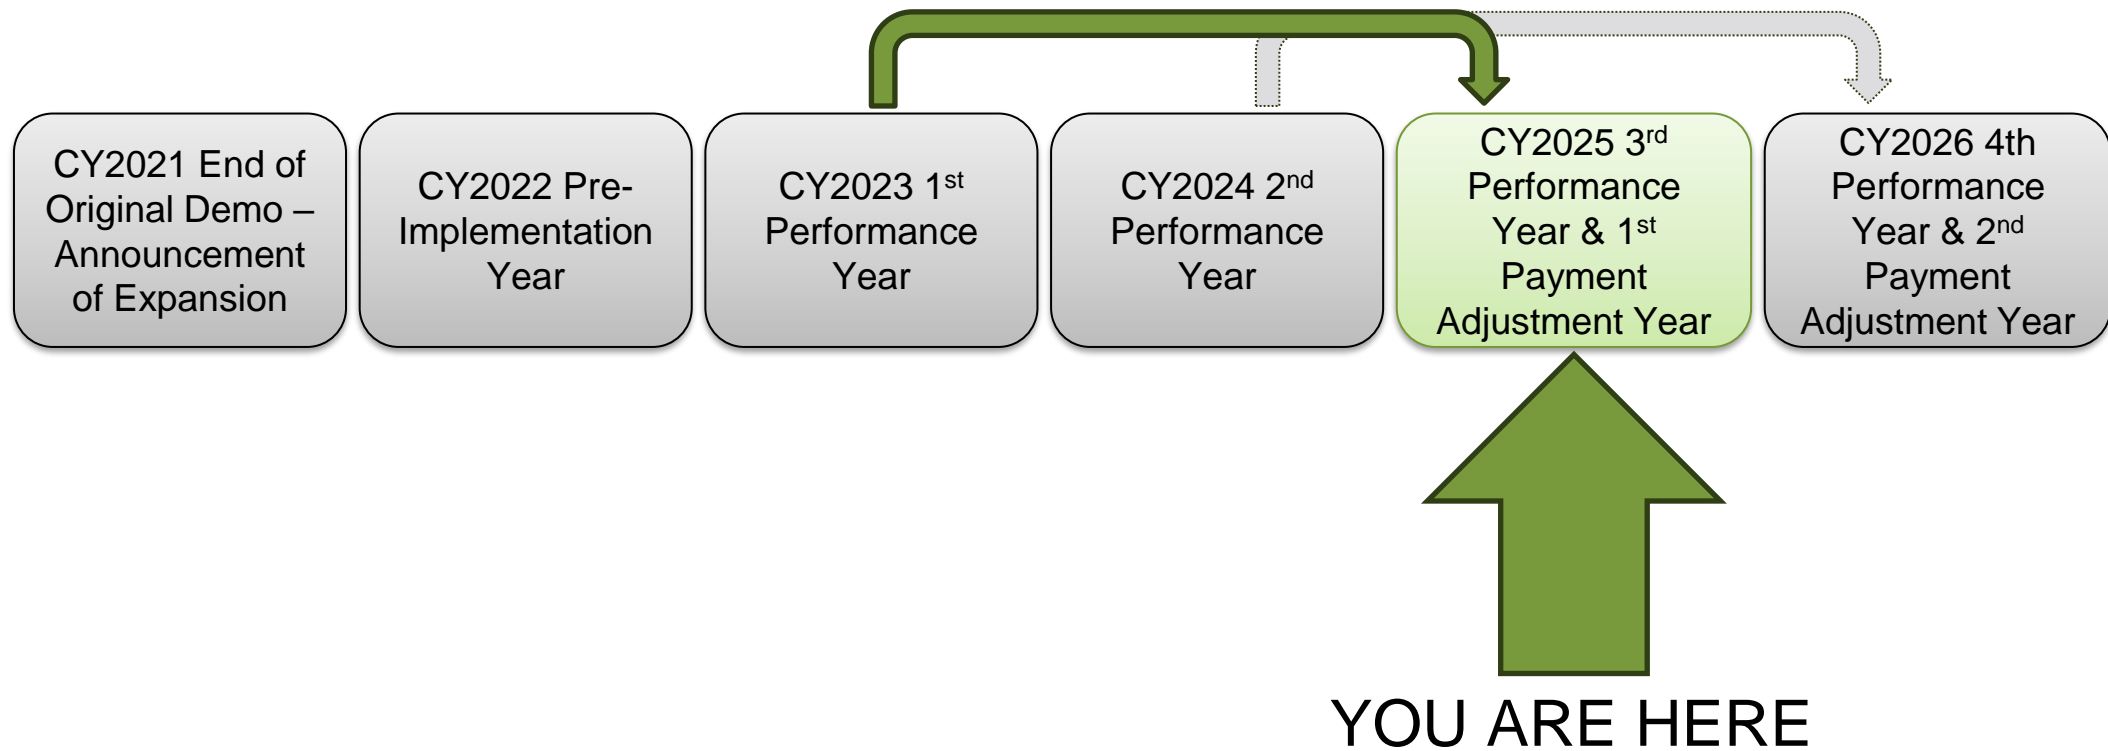 CY2021 End of
Original Demo –
Announcement
of Expansion
CY2022 Pre-
Implementation
Year
CY2023 1st
Performance
Year
CY2024 2nd
Performance
Year
CY2025 3rd
Performance
Year & 1st
Payment
Adjustment Year
CY2026 4th
Performance
Year & 2nd
Payment
Adjustment Year
YOU ARE HERE